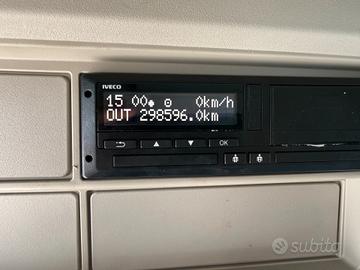 IVECO
15 00 0km/h
OUT 298596.0km
OK
subito